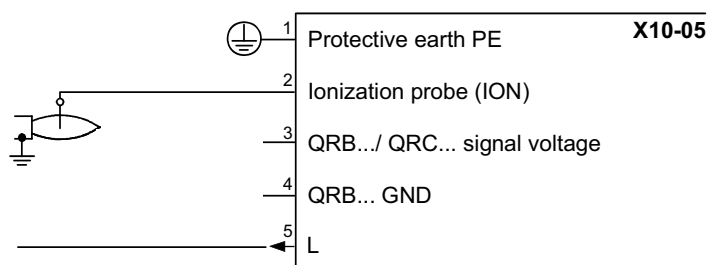 X10-05
1 Protective earth PE
2 Ionization probe (ION)
3 QRB.../ QRC... signal voltage
4 QRB... GND
5 L